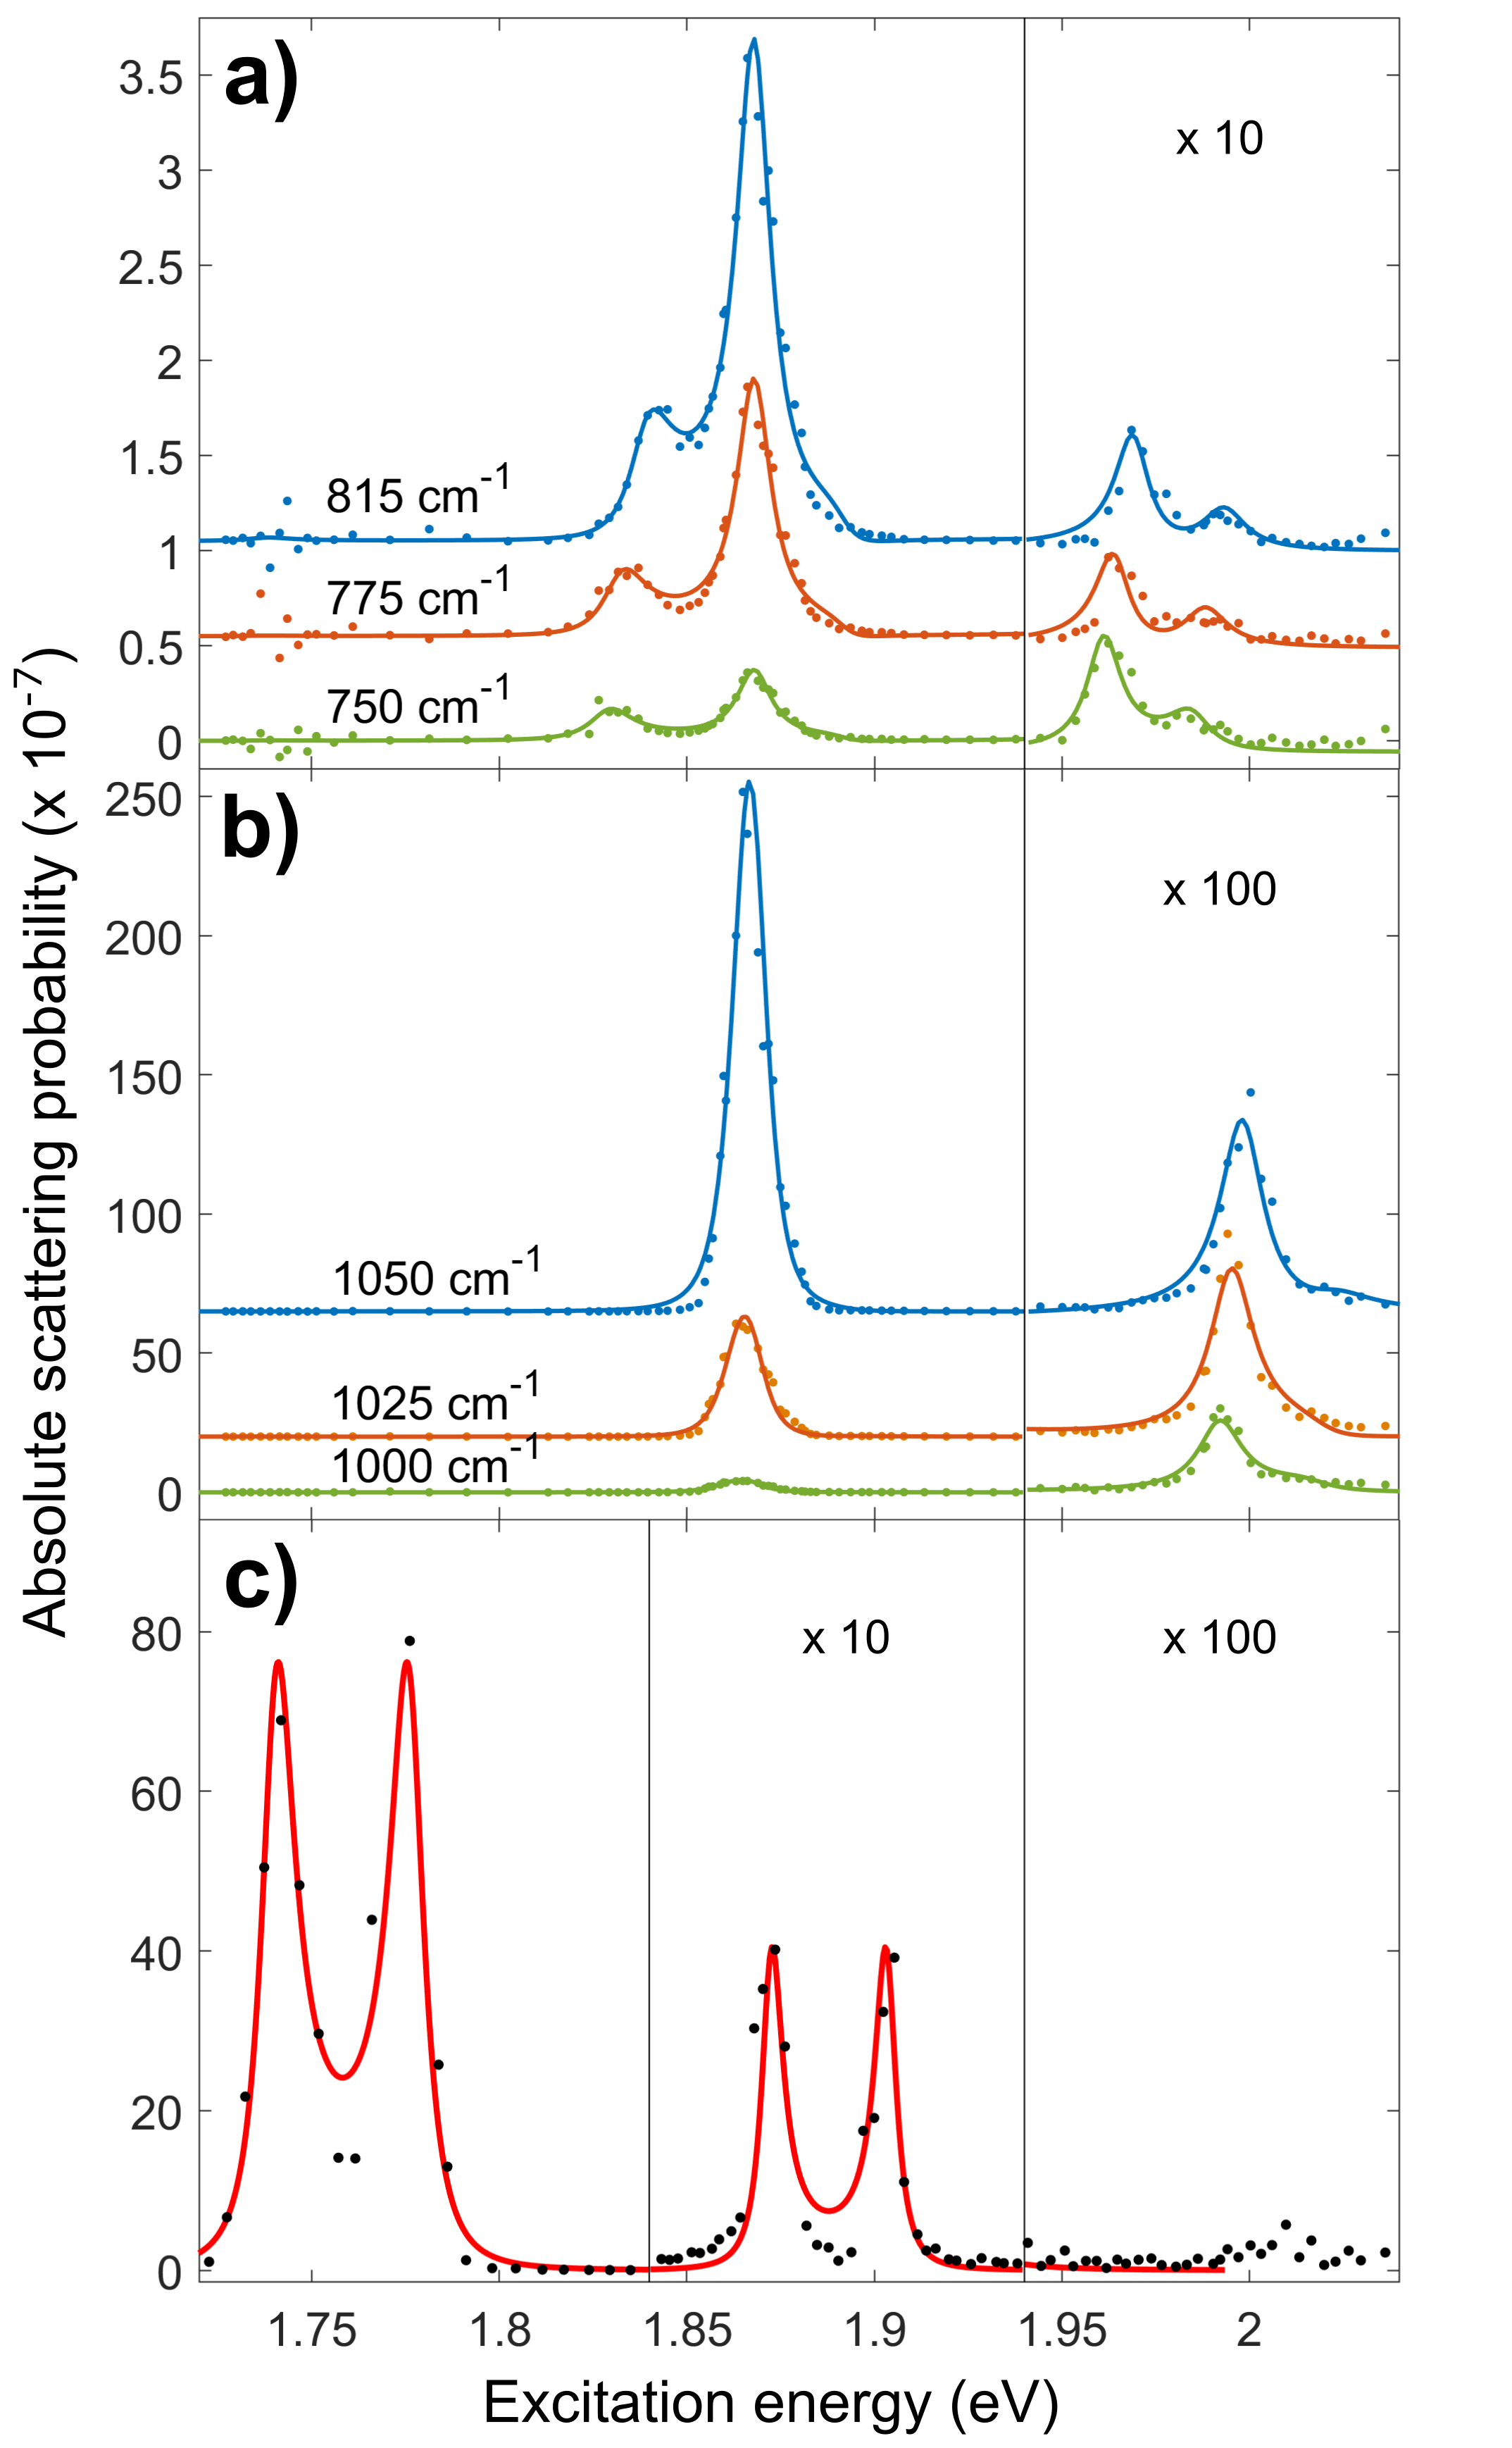 Absolute scattering probability (x 10⁻⁷)
a)
x 10
3.5
3
2.5
2
1.5
1
0.5
0
815 cm⁻¹
775 cm⁻¹
750 cm⁻¹
b)
x 100
250
200
150
100
50
0
1050 cm⁻¹
1025 cm⁻¹
1000 cm⁻¹
c)
x 10
x 100
80
60
40
20
0
1.75 1.8 1.85 1.9 1.95 2
Excitation energy (eV)